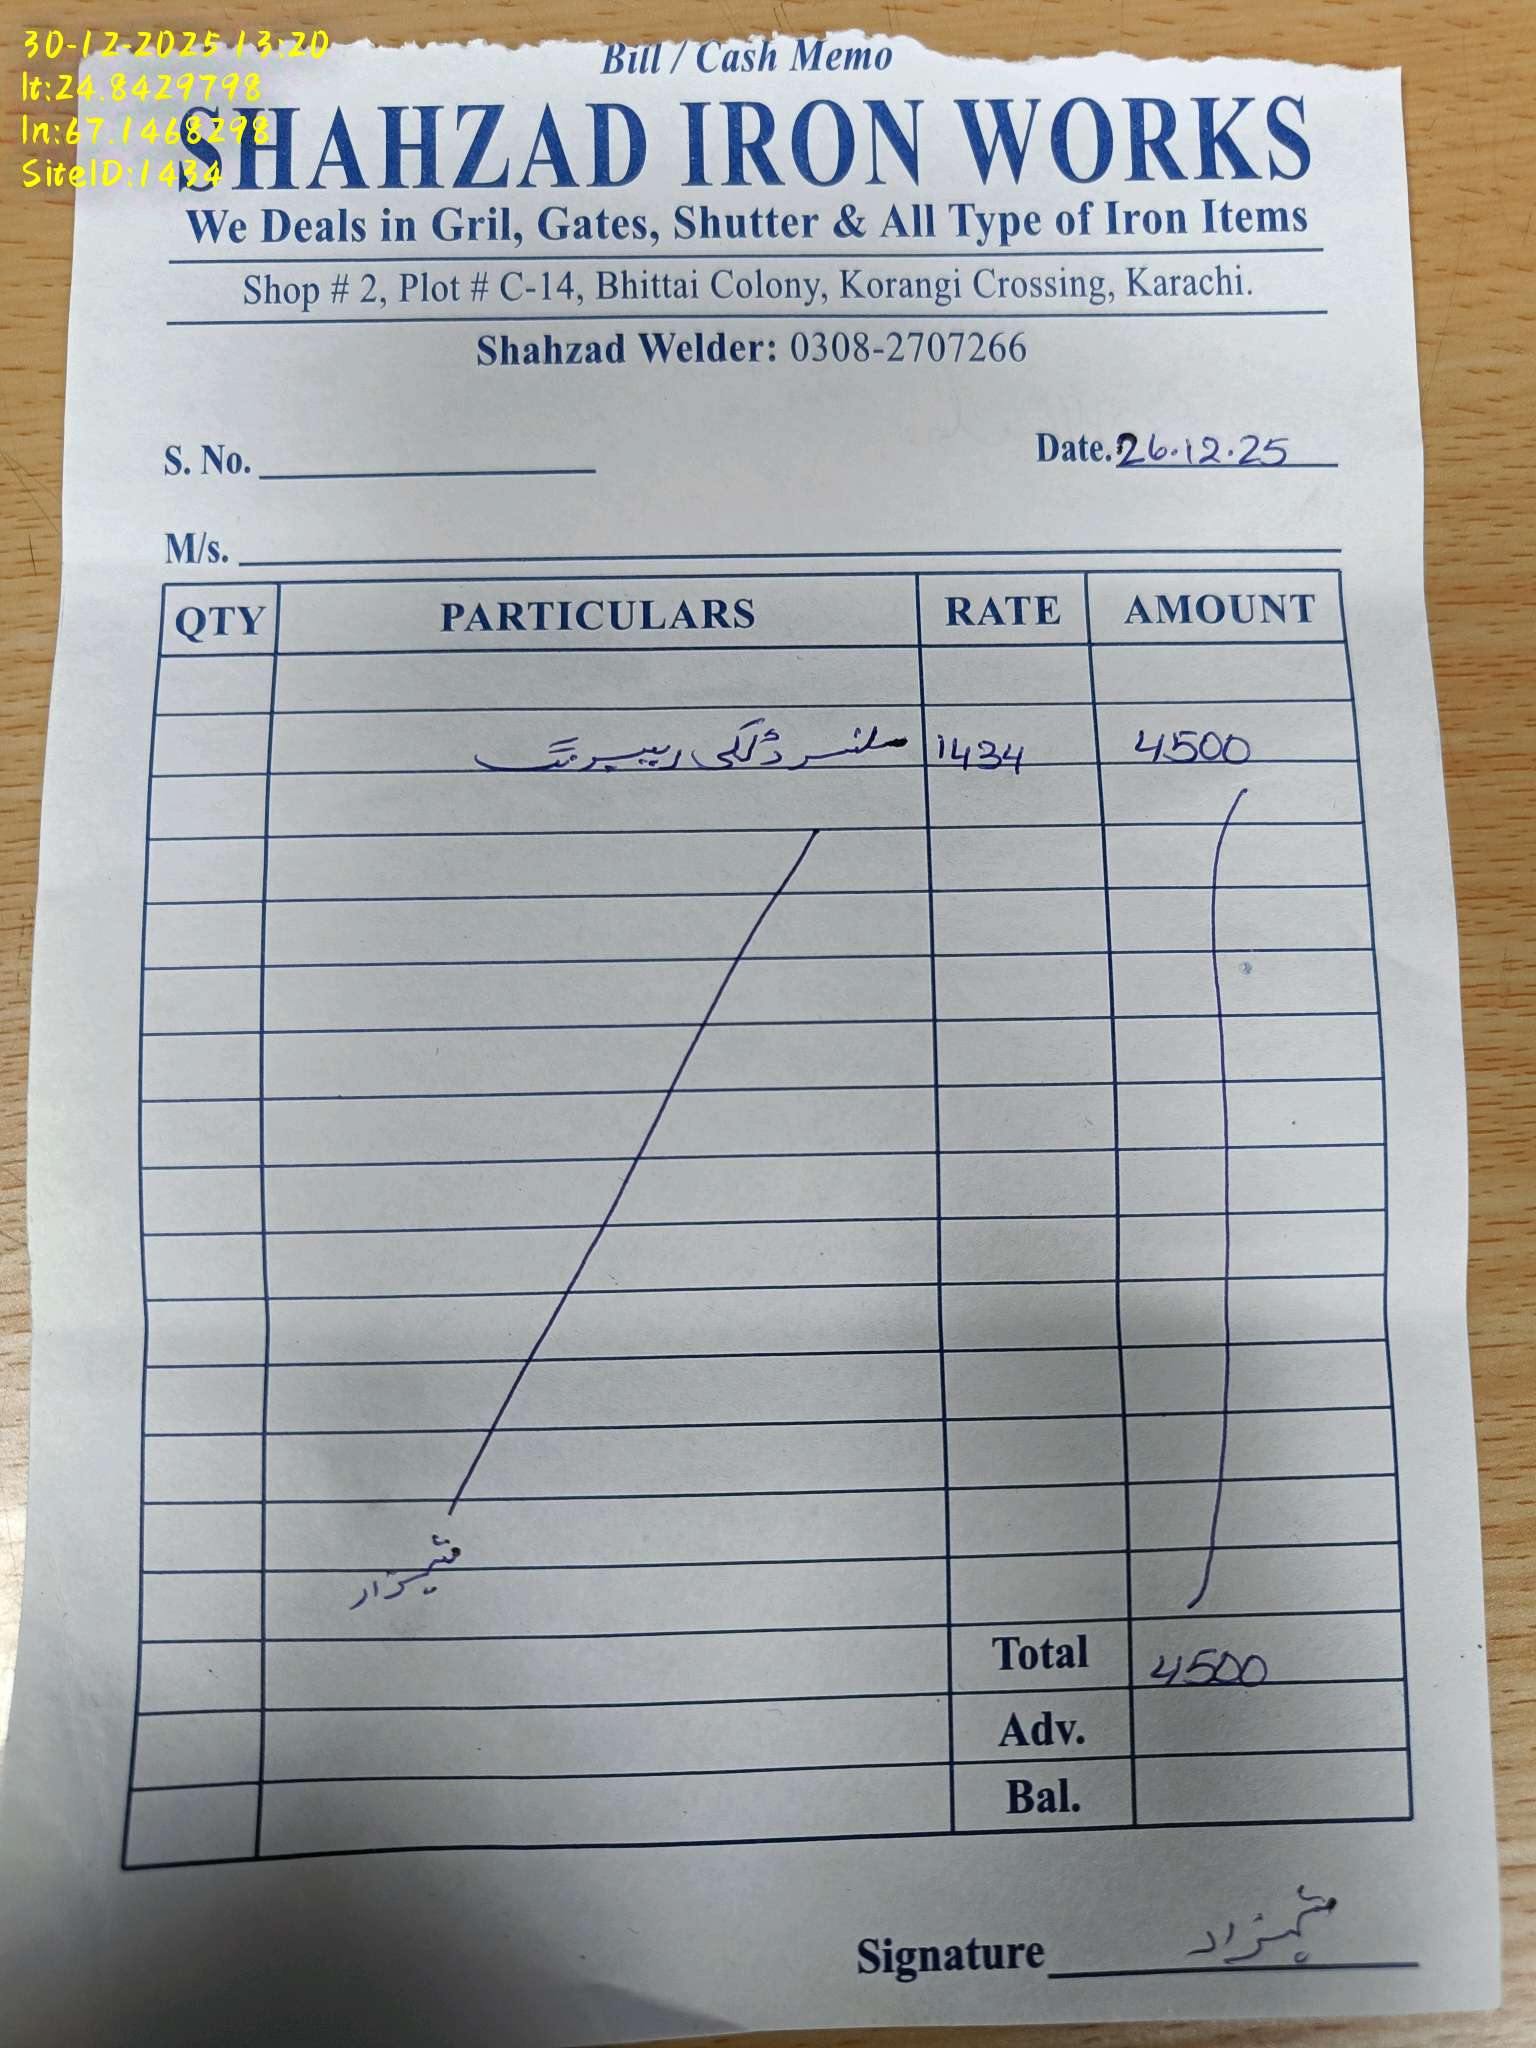 30-12-2025 13:20
lt:24.8429798
ln:67.1468298
SiteID:1434
Bill / Cash Memo
SHAHZAD IRON WORKS
We Deals in Gril, Gates, Shutter & All Type of Iron Items
Shop # 2, Plot # C-14, Bhittai Colony, Korangi Crossing, Karachi.
Shahzad Welder: 0308-2707266
S. No.
Date. 26.12.25
M/s.
QTY PARTICULARS RATE AMOUNT
سلنسر ڈلکی ریپیرنگ 1434 4500
شہزاد
Total 4500
Adv.
Bal.
Signature شہزاد